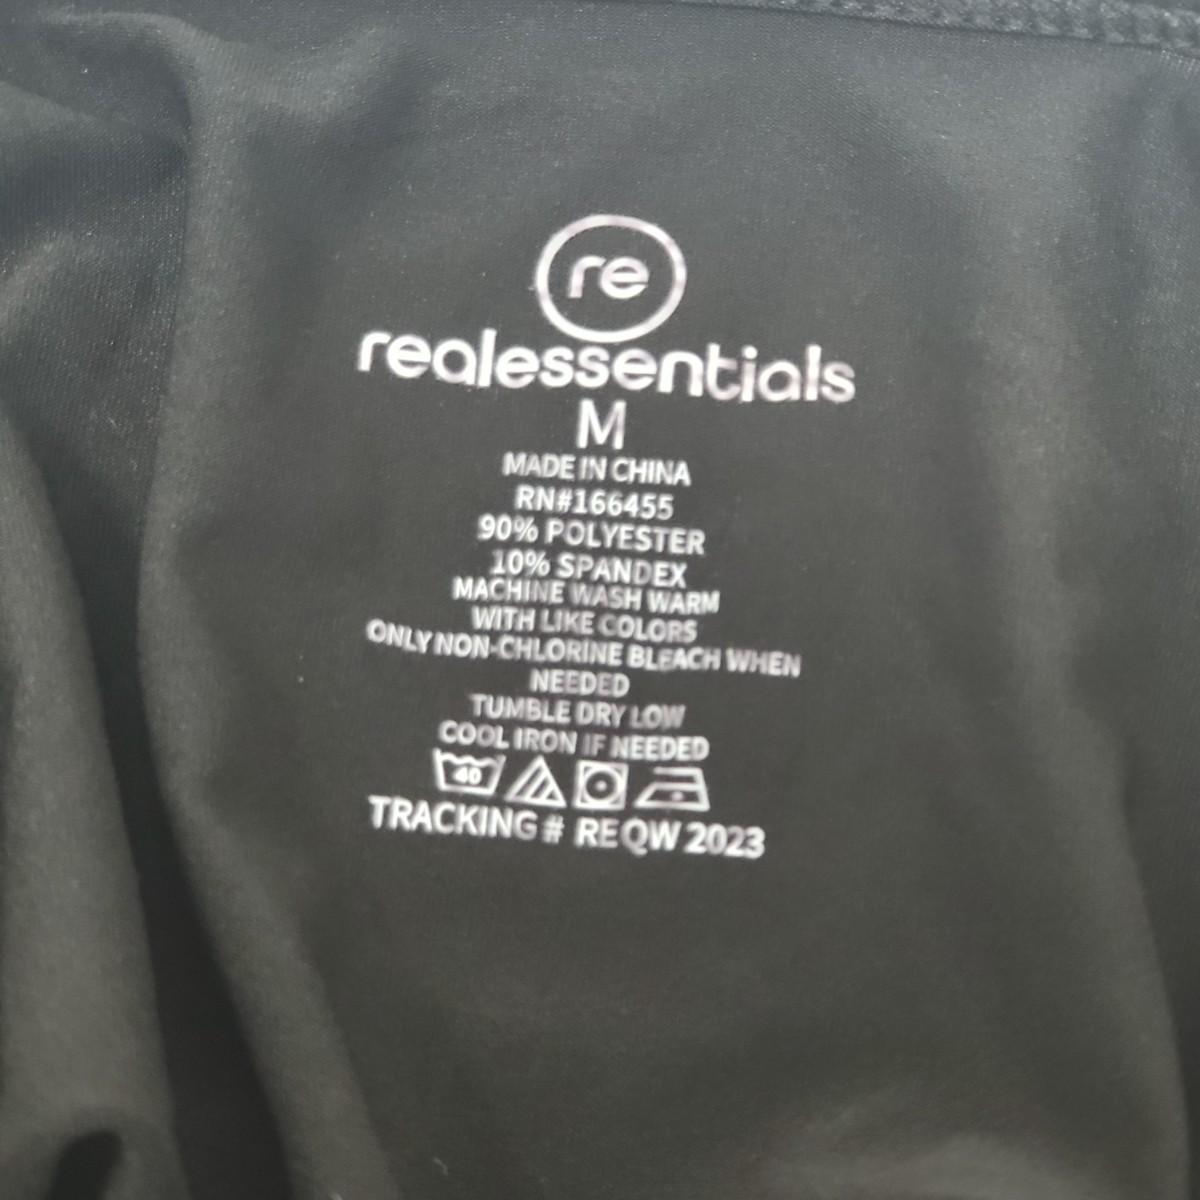 re
realessentials
M
MADE IN CHINA
RN#166455
90% POLYESTER
10% SPANDEX
MACHINE WASH WARM
WITH LIKE COLORS
ONLY NON-CHLORINE BLEACH WHEN
NEEDED
TUMBLE DRY LOW
COOL IRON IF NEEDED
40
TRACKING# REQW 2023